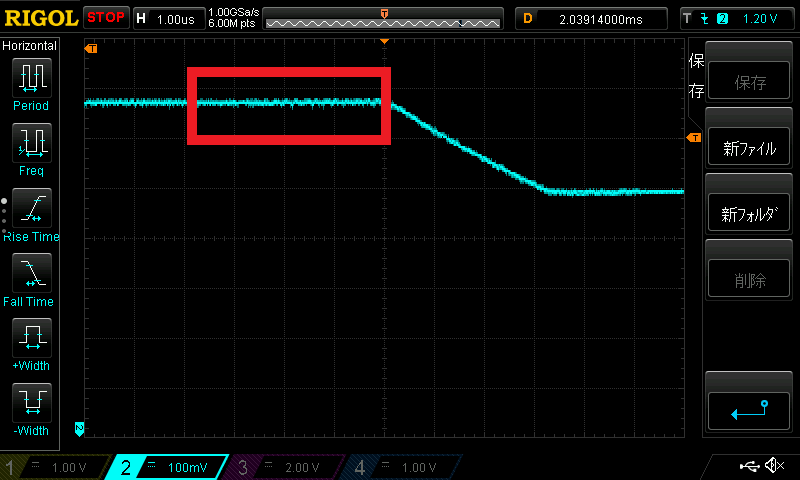 RIGOL STOP H 1.00us 1.00GSa/s 6.00M pts T D 2.03914000ms T 2 1.20 V
Horizontal
Period
Freq
Rise Time
Fall Time
+Width
-Width
T
T
2
保存
保存
新ファイル
新フォルダ
削除
1 = 1.00 V 2 = 100mV 3 = 2.00 V 4 = 1.00 V